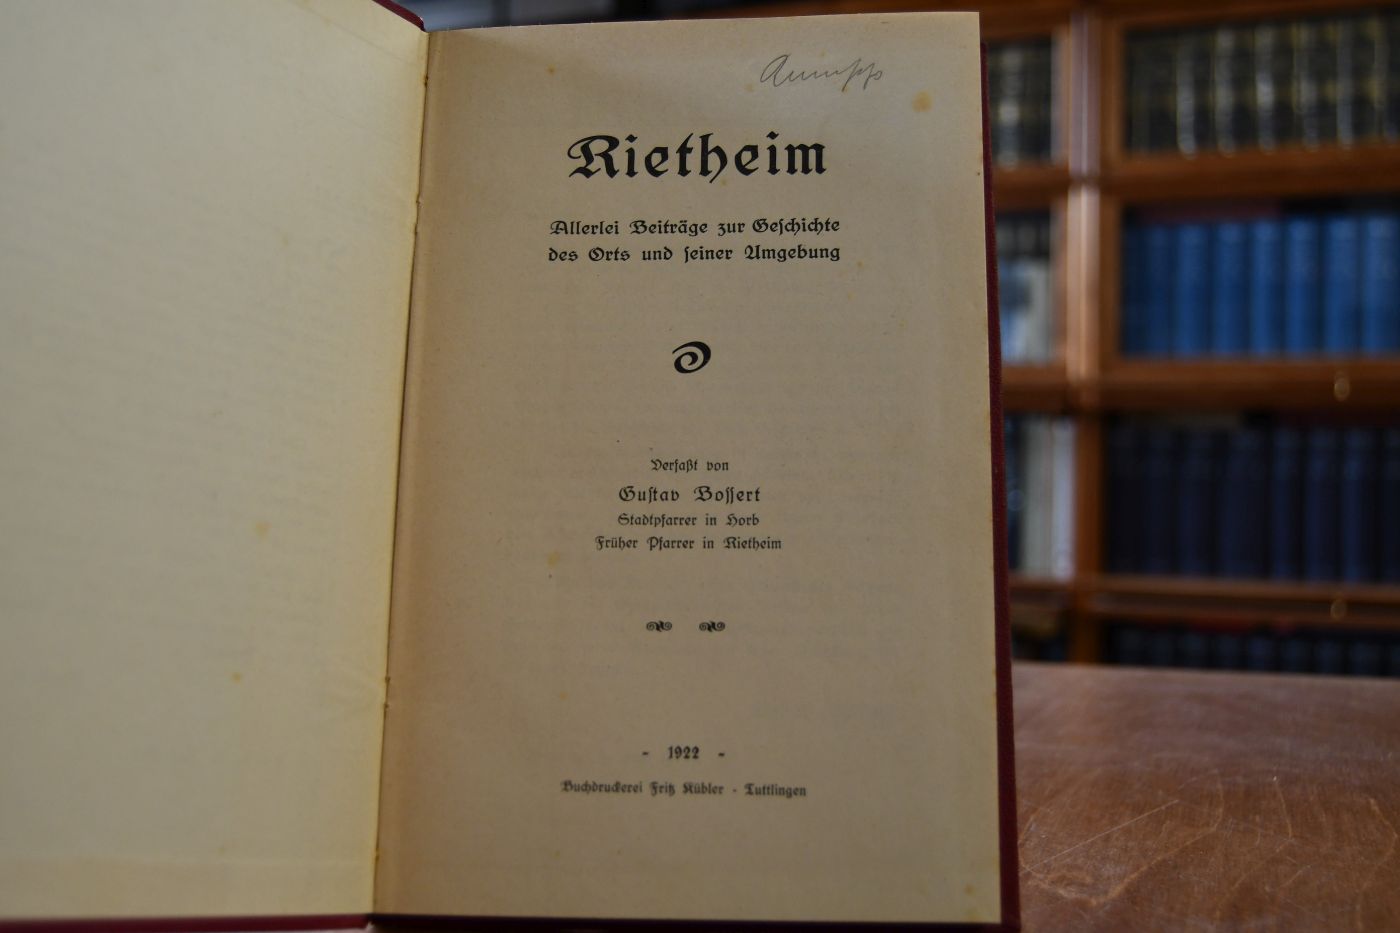 Rietheim
Allerlei Beiträge zur Geſchichte
des Orts und ſeiner Umgebung
Verfaßt von
Guſtav Boſſert
Stadtpfarrer in Horb
Früher Pfarrer in Rietheim
- 1922 -
Buchdruckerei Fritz Kübler - Tuttlingen